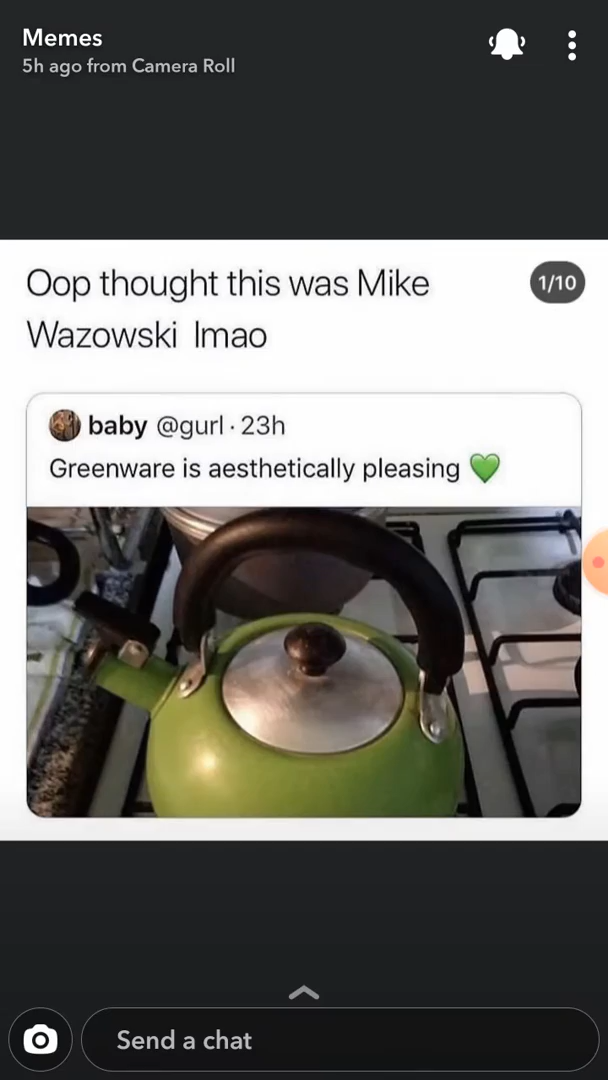 Memes
5h ago from Camera Roll
Oop thought this was Mike
1/10
Wazowski lmao
baby @gurl · 23h
Greenware is aesthetically pleasing 💚
Send a chat